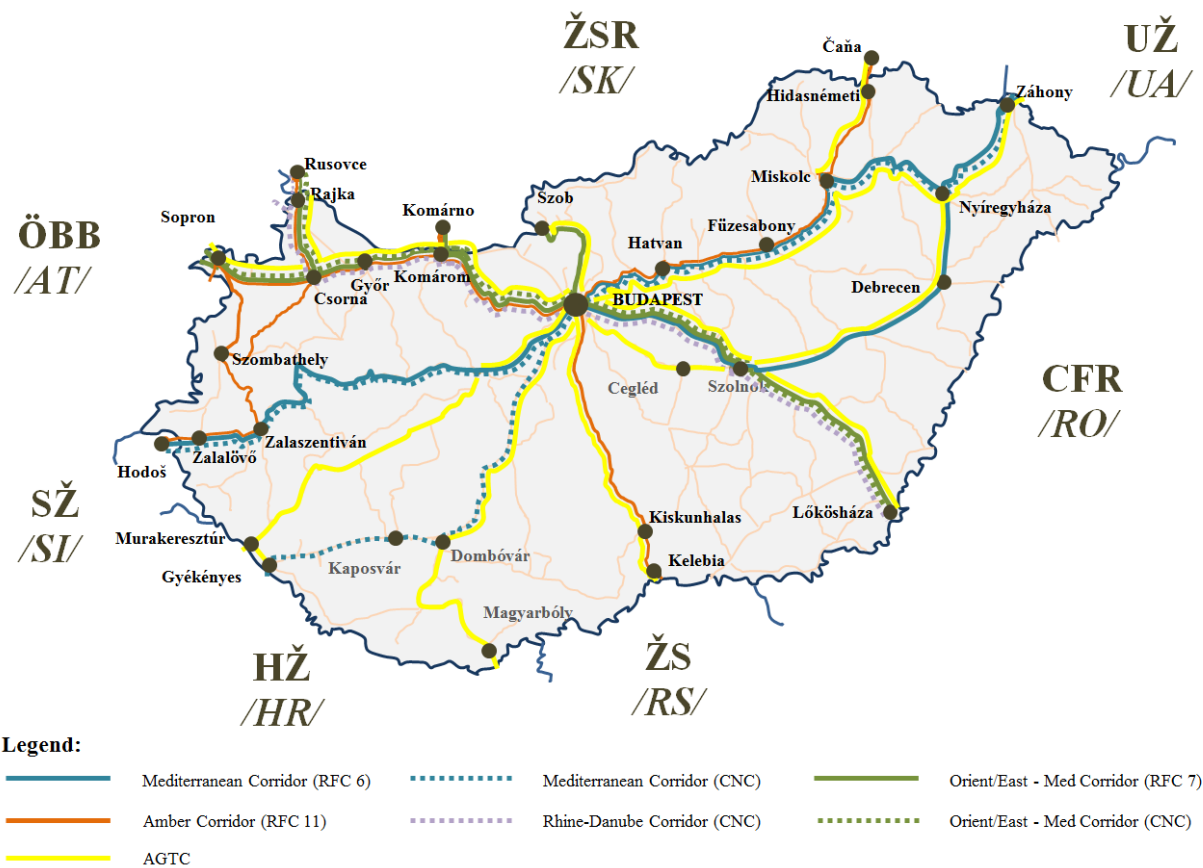 ŽSR
/SK/
UŽ
/UA/
ÖBB
/AT/
CFR
/RO/
SŽ
/SI/
HŽ
/HR/
ŽS
/RS/
Čaňa
Hidasnémeti
Záhony
Rusovce
Rajka
Miskolc
Komárno
Szob
Nyíregyháza
Sopron
Füzesabony
Hatvan
Győr
Komárom
Csorna
BUDAPEST
Debrecen
Szombathely
Cegléd
Szolnok
Zalaszentiván
Zalalövő
Hodoš
Lőkösháza
Kiskunhalas
Murakeresztúr
Dombóvár
Kaposvár
Gyékényes
Kelebia
Magyarbóly
Legend:
Mediterranean Corridor (RFC 6)
Mediterranean Corridor (CNC)
Orient/East - Med Corridor (RFC 7)
Amber Corridor (RFC 11)
Rhine-Danube Corridor (CNC)
Orient/East - Med Corridor (CNC)
AGTC